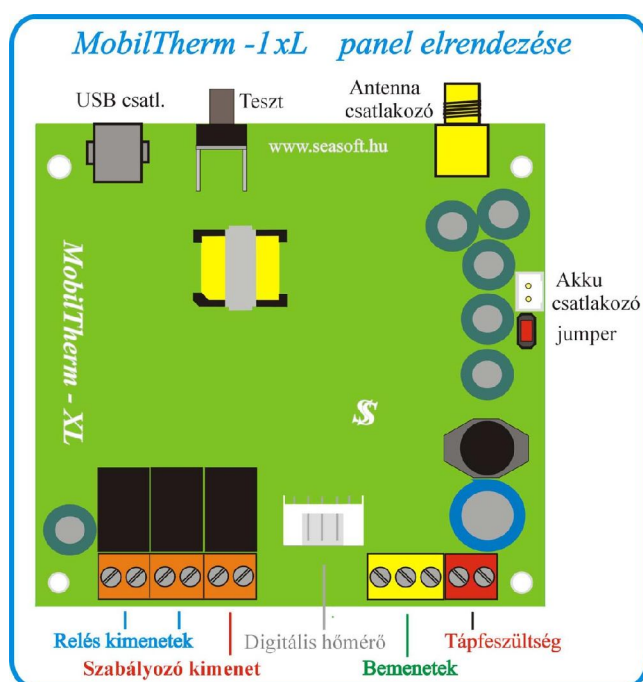 MobilTherm -1xL panel elrendezése
USB csatl.
Teszt
Antenna
csatlakozó
www.seasoft.hu
MobilTherm - XL
Akku
csatlakozó
jumper
SS
Relés kimenetek
Digitális hőmérő
Tápfeszültség
Szabályozó kimenet
Bemenetek